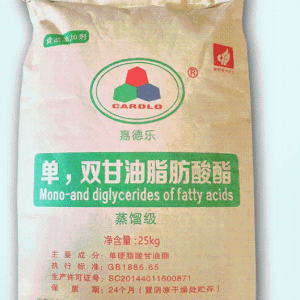 食品添加剂
CARDLO
®
嘉德乐
单，双甘油脂肪酸酯
Mono-and diglycerides of fatty acids
蒸馏级
净含量:25kg
主要成分:单硬脂酸甘油酯
执行标准:GB1886.65
生产许可证号:SC20144011600871
保质期:24个月(置阴凉干燥处贮存)